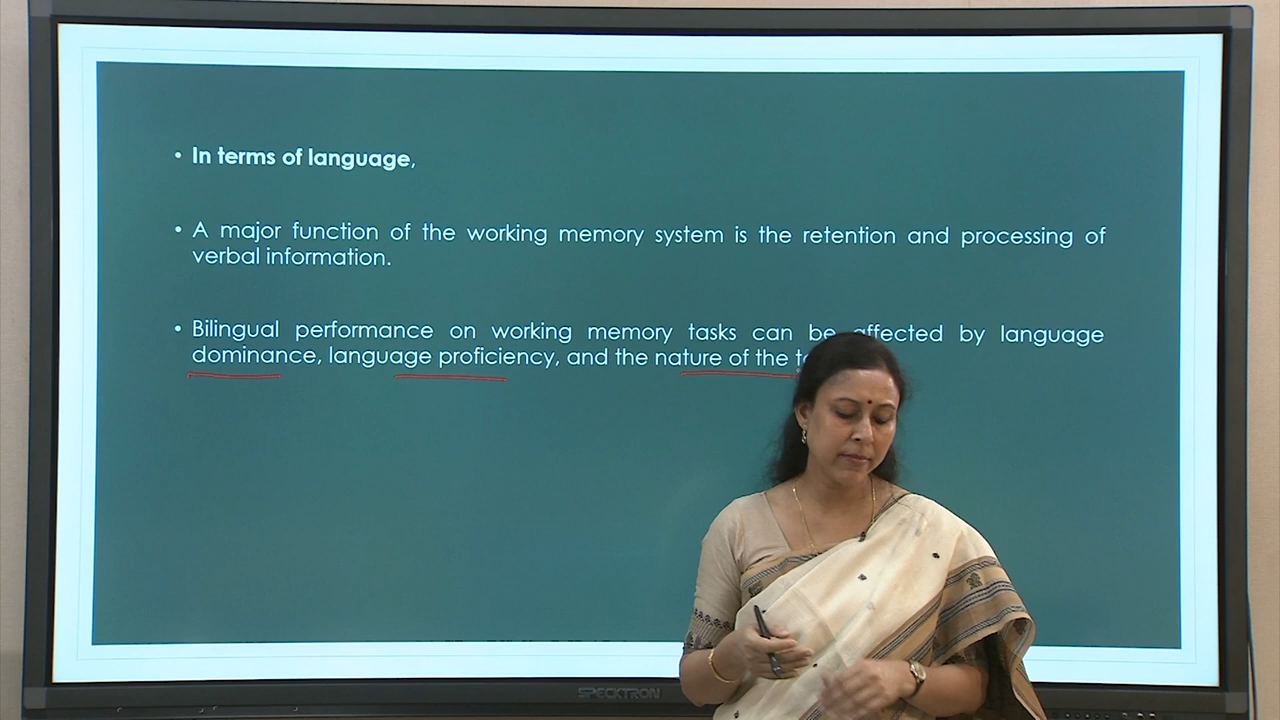 • In terms of language,
• A major function of the working memory system is the retention and processing of
verbal information.
• Bilingual performance on working memory tasks can be affected by language
dominance, language proficiency, and the nature of the
SPECKTRON